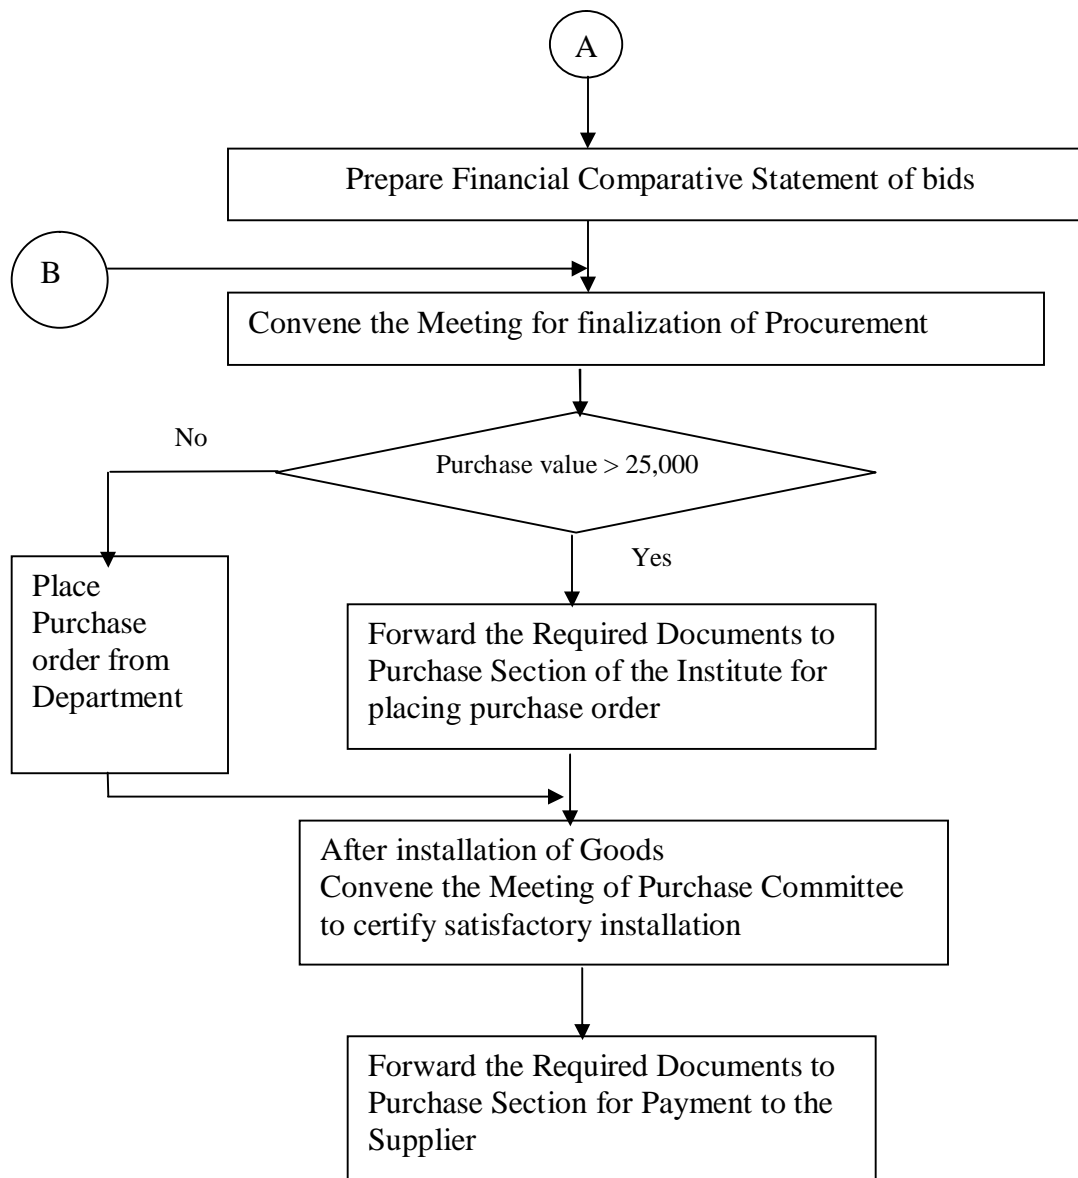 A
Prepare Financial Comparative Statement of bids
B
Convene the Meeting for finalization of Procurement
No
Purchase value > 25,000
Yes
Place
Purchase
order from
Department
Forward the Required Documents to
Purchase Section of the Institute for
placing purchase order
After installation of Goods
Convene the Meeting of Purchase Committee
to certify satisfactory installation
Forward the Required Documents to
Purchase Section for Payment to the
Supplier